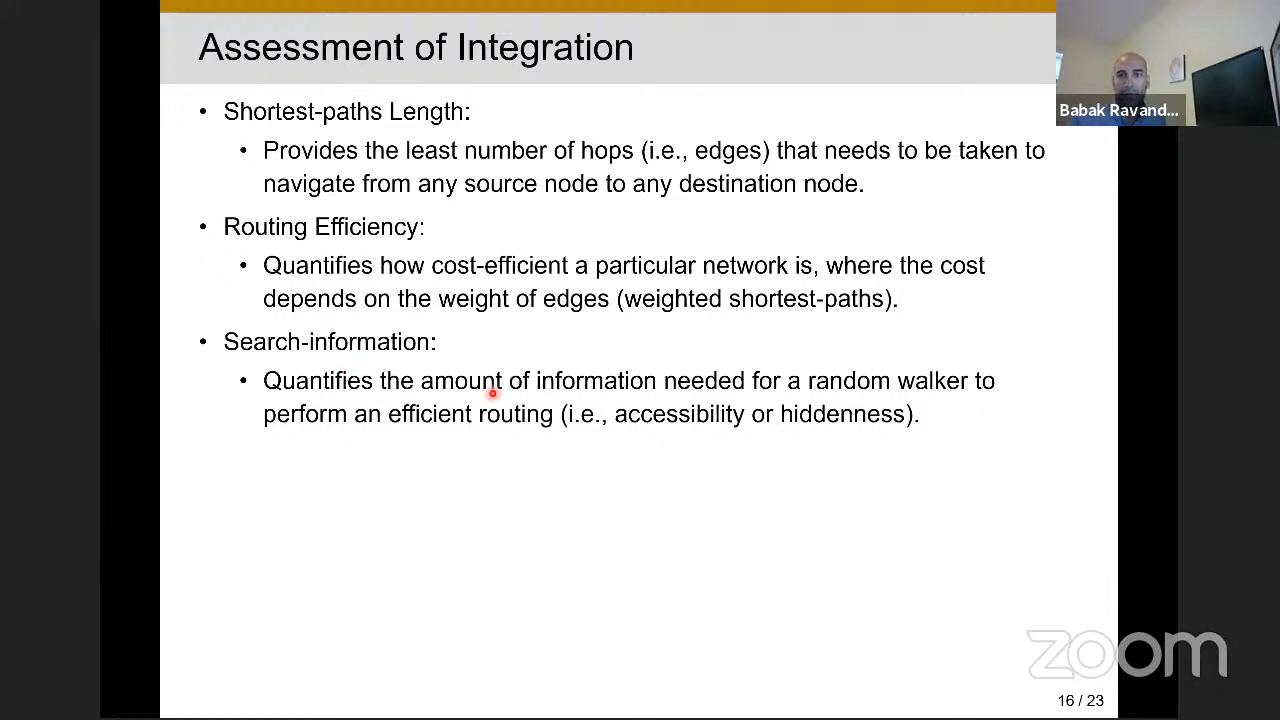 Assessment of Integration
• Shortest-paths Length:
• Provides the least number of hops (i.e., edges) that needs to be taken to
navigate from any source node to any destination node.
• Routing Efficiency:
• Quantifies how cost-efficient a particular network is, where the cost
depends on the weight of edges (weighted shortest-paths).
• Search-information:
• Quantifies the amount of information needed for a random walker to
perform an efficient routing (i.e., accessibility or hiddenness).
Babak Ravand...
zoom
16 / 23